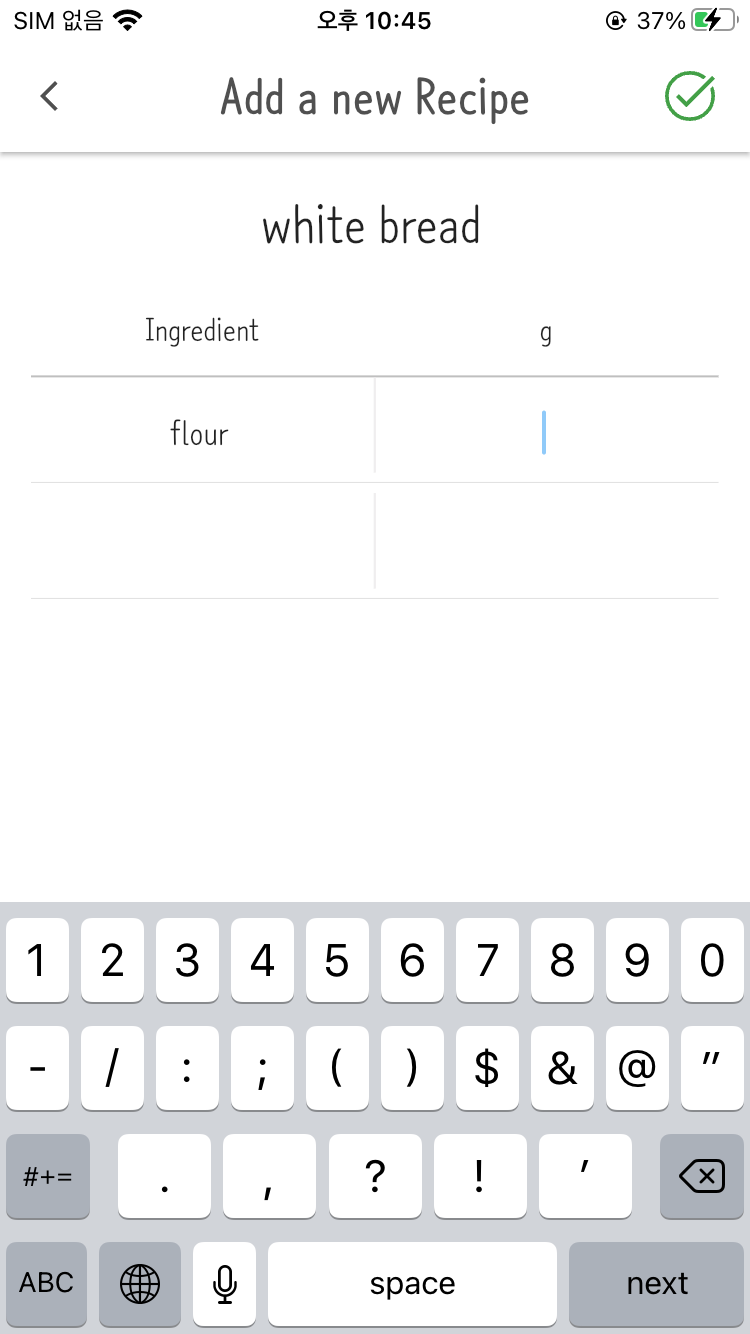 SIM 없음 오후 10:45 37%
Add a new Recipe
white bread
Ingredient g
flour
1 2 3 4 5 6 7 8 9 0
- / : ; ( ) $ & @ "
#+= . , ? ! '
ABC space next